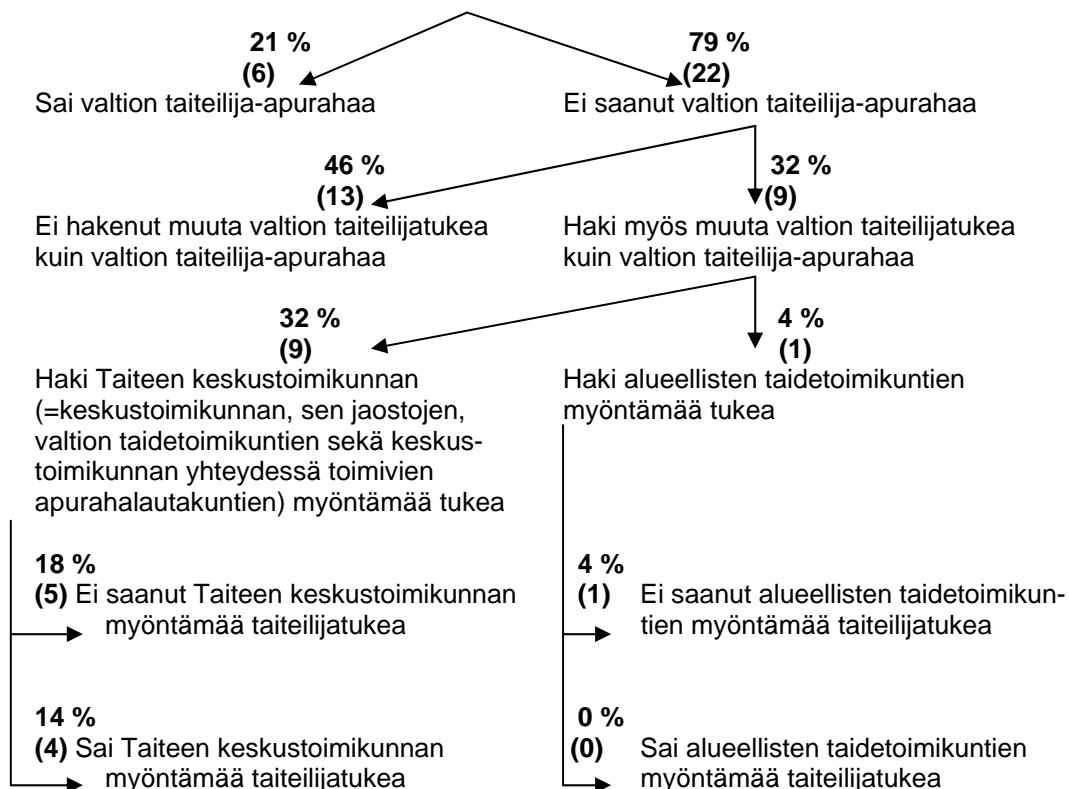 21 %
(6)
Sai valtion taiteilija-apurahaa
79 %
(22)
Ei saanut valtion taiteilija-apurahaa
46 %
(13)
Ei hakenut muuta valtion taiteilijatukea
kuin valtion taiteilija-apurahaa
32 %
(9)
Haki myös muuta valtion taiteilijatukea
kuin valtion taiteilija-apurahaa
32 %
(9)
Haki Taiteen keskustoimikunnan
(=keskustoimikunnan, sen jaostojen,
valtion taidetoimikuntien sekä keskus-
toimikunnan yhteydessä toimivien
apurahalautakuntien) myöntämää tukea
4 %
(1)
Haki alueellisten taidetoimikuntien
myöntämää tukea
18 %
(5) Ei saanut Taiteen keskustoimikunnan
myöntämää taiteilijatukea
4 %
(1) Ei saanut alueellisten taidetoimikun-
tien myöntämää taiteilijatukea
14 %
(4) Sai Taiteen keskustoimikunnan
myöntämää taiteilijatukea
0 %
(0) Sai alueellisten taidetoimikuntien
myöntämää taiteilijatukea